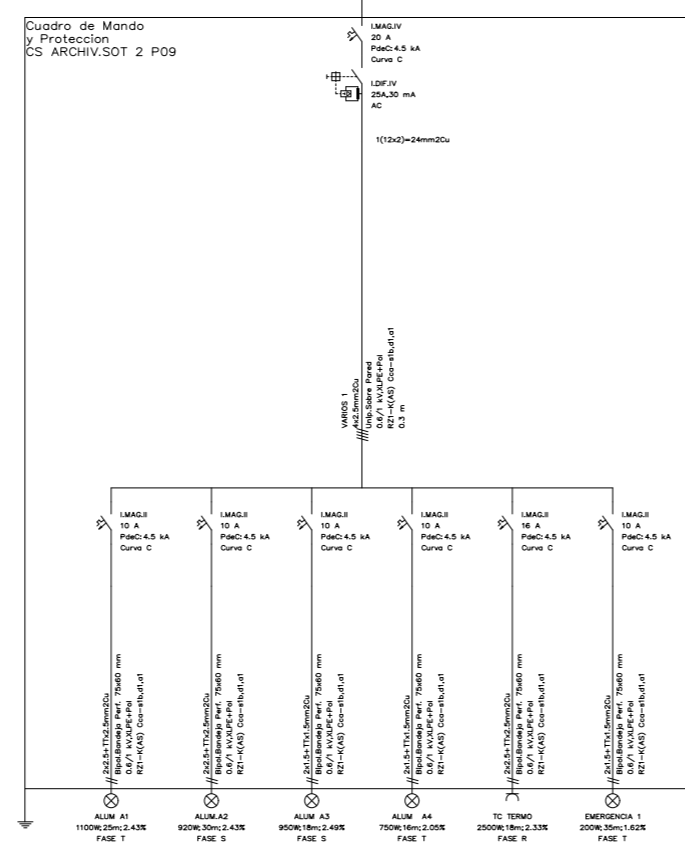 Cuadro de Mando
y Proteccion
CS ARCHIV.SOT 2 P09
I.MAG.IV
20 A
PdeC: 4.5 kA
Curva C
I.DIF.IV
25A,30 mA
AC
1(12x2)=24mm2Cu
VARIOS 1
4x2.5mm2Cu
Unip.Sobre Pared
0.6/1 kV,XLPE+Pol
RZ1-K(AS) Cca-s1b,d1,a1
0.3 m
I.MAG.II
10 A
PdeC: 4.5 kA
Curva C
I.MAG.II
10 A
PdeC: 4.5 kA
Curva C
I.MAG.II
10 A
PdeC: 4.5 kA
Curva C
I.MAG.II
10 A
PdeC: 4.5 kA
Curva C
I.MAG.II
16 A
PdeC: 4.5 kA
Curva C
I.MAG.II
10 A
PdeC: 4.5 kA
Curva C
2x2.5+TTx2.5mm2Cu
Bipol.Bandeja Perf. 75x60 mm
0.6/1 kV,XLPE+Pol
RZ1-K(AS) Cca-s1b,d1,a1
2x2.5+TTx2.5mm2Cu
Bipol.Bandeja Perf. 75x60 mm
0.6/1 kV,XLPE+Pol
RZ1-K(AS) Cca-s1b,d1,a1
2x1.5+TTx1.5mm2Cu
Bipol.Bandeja Perf. 75x60 mm
0.6/1 kV,XLPE+Pol
RZ1-K(AS) Cca-s1b,d1,a1
2x1.5+TTx1.5mm2Cu
Bipol.Bandeja Perf. 75x60 mm
0.6/1 kV,XLPE+Pol
RZ1-K(AS) Cca-s1b,d1,a1
2x2.5+TTx2.5mm2Cu
Bipol.Bandeja Perf. 75x60 mm
0.6/1 kV,XLPE+Pol
RZ1-K(AS) Cca-s1b,d1,a1
2x1.5+TTx1.5mm2Cu
Bipol.Bandeja Perf. 75x60 mm
0.6/1 kV,XLPE+Pol
RZ1-K(AS) Cca-s1b,d1,a1
ALUM A1
1100W;25m;2.43%
FASE T
ALUM.A2
920W;30m;2.43%
FASE S
ALUM A3
950W;18m;2.49%
FASE S
ALUM A4
750W;16m;2.05%
FASE T
TC TERMO
2500W;18m;2.33%
FASE R
EMERGENCIA 1
200W;35m;1.62%
FASE T